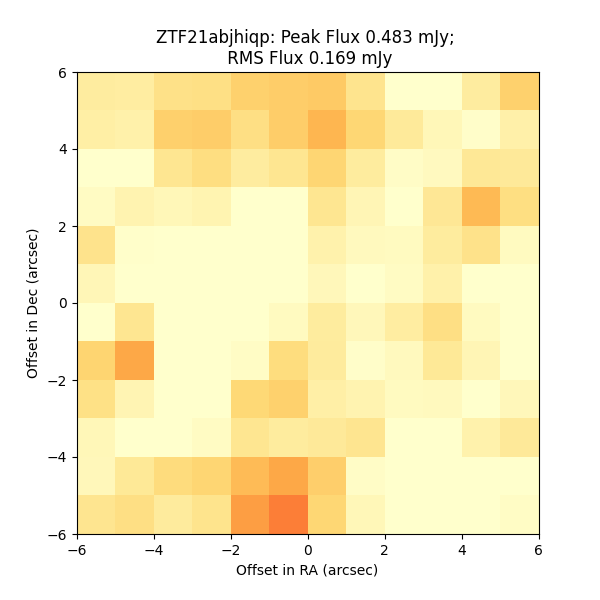 ZTF21abjhiqp: Peak Flux 0.483 mJy;
RMS Flux 0.169 mJy
6
4
2
0
−2
−4
−6
Offset in Dec (arcsec)
−6 −4 −2 0 2 4 6
Offset in RA (arcsec)